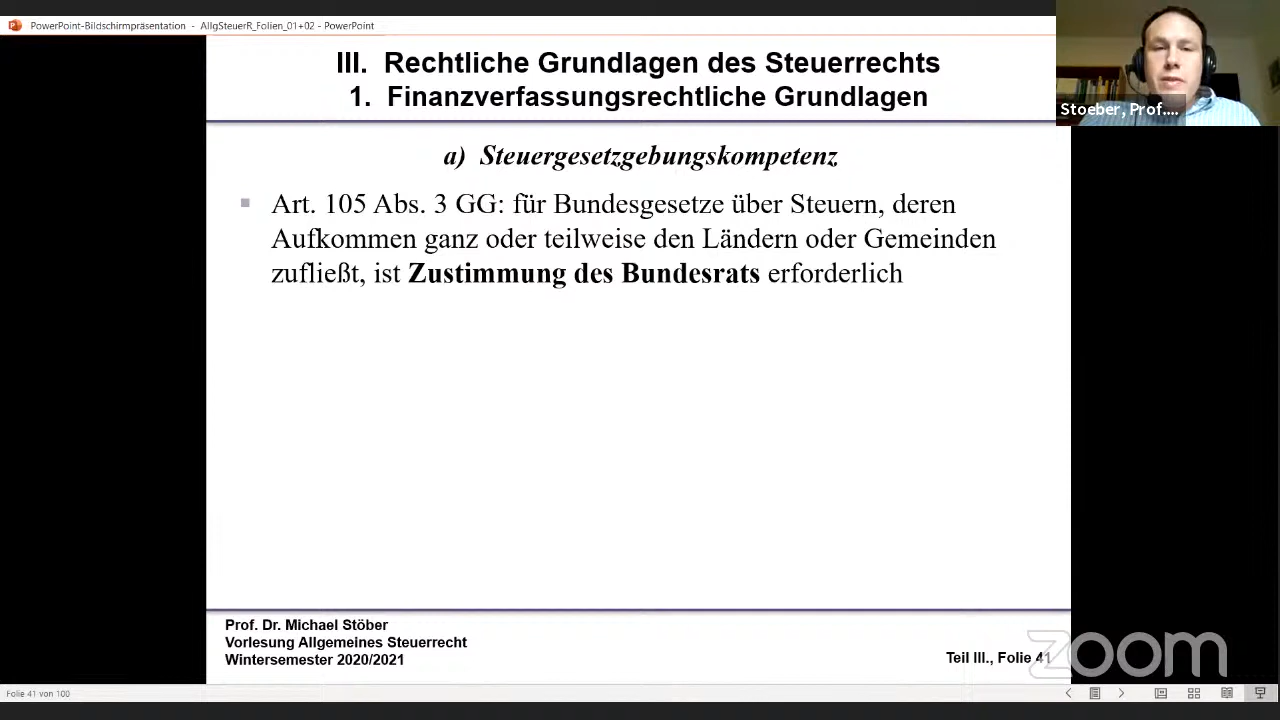 PowerPoint-Bildschirmpräsentation - AllgSteuerR_Folien_01+02 - PowerPoint
III. Rechtliche Grundlagen des Steuerrechts
1. Finanzverfassungsrechtliche Grundlagen
Stoeber, Prof....
a) Steuergesetzgebungskompetenz
Art. 105 Abs. 3 GG: für Bundesgesetze über Steuern, deren
Aufkommen ganz oder teilweise den Ländern oder Gemeinden
zufließt, ist Zustimmung des Bundesrats erforderlich
Prof. Dr. Michael Stöber
Vorlesung Allgemeines Steuerrecht
Wintersemester 2020/2021
Teil III., Folie 41
zoom
Folie 41 von 100